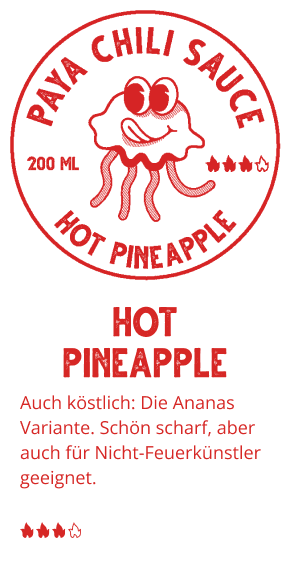 PAYA CHILI SAUCE
200 ML
HOT PINEAPPLE
HOT
PINEAPPLE
Auch köstlich: Die Ananas
Variante. Schön scharf, aber
auch für Nicht-Feuerkünstler
geeignet.